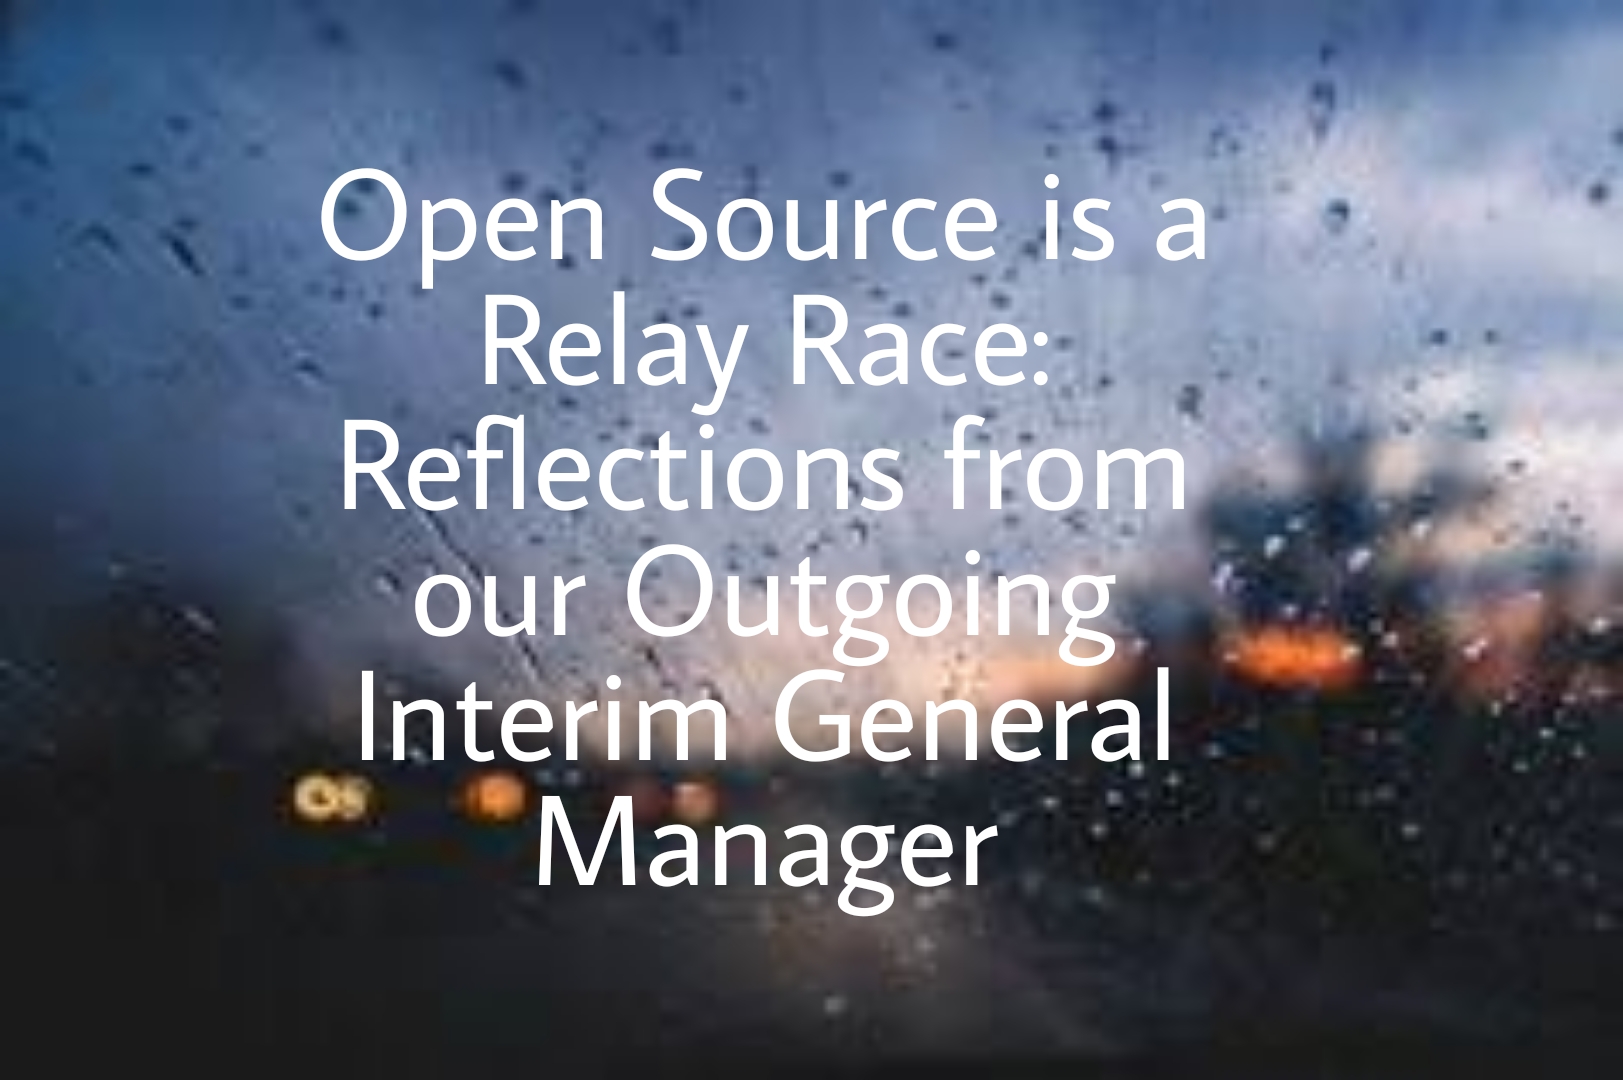 Open Source is a
Relay Race:
Reflections from
our Outgoing
Interim General
Manager